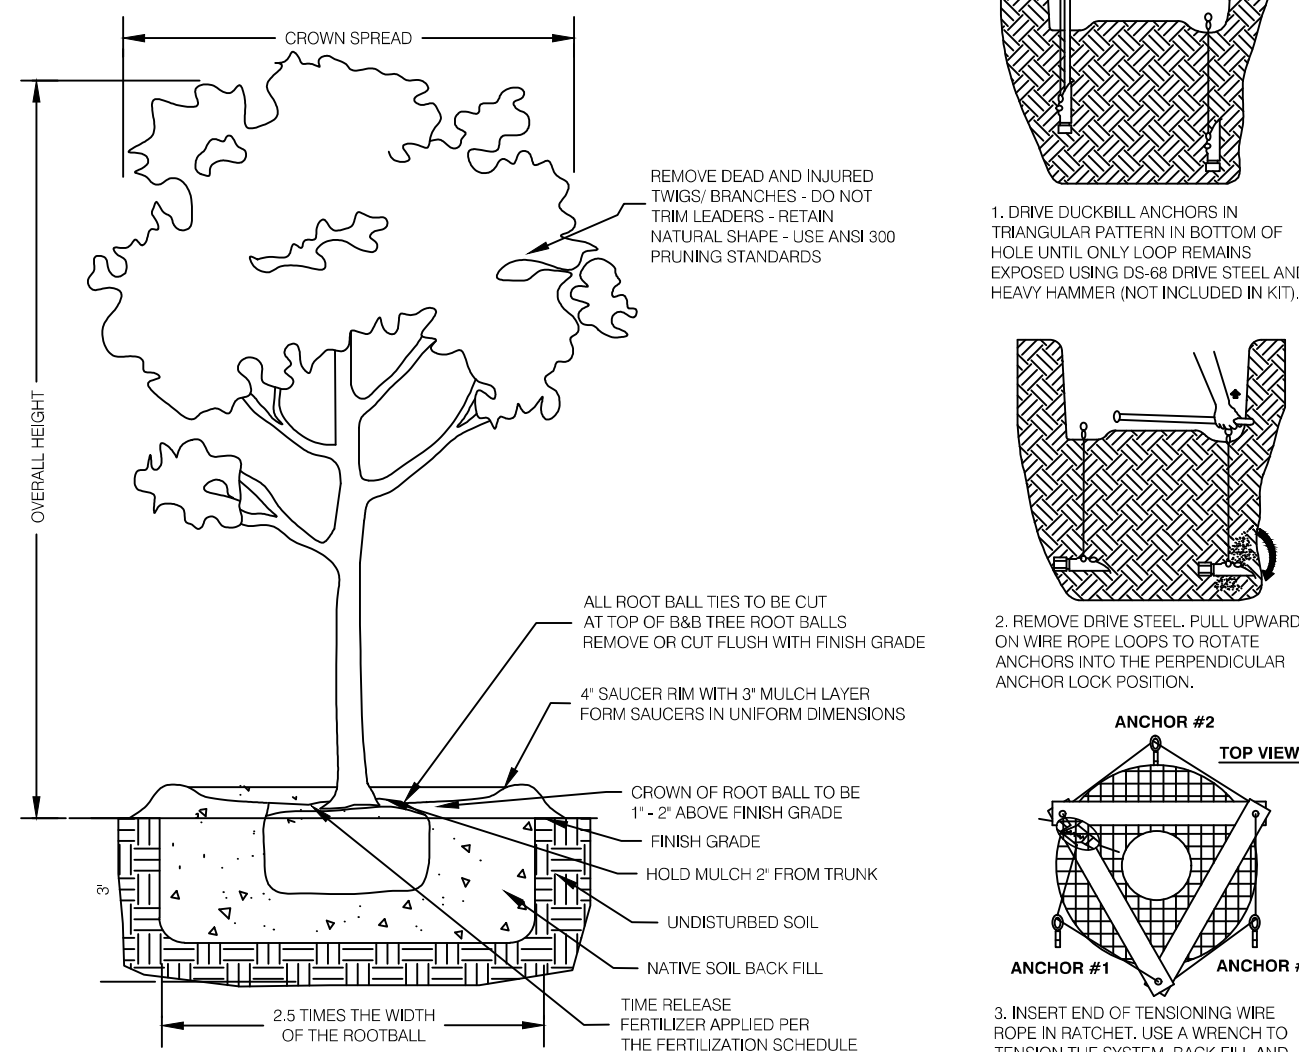 CROWN SPREAD
OVERALL HEIGHT
REMOVE DEAD AND INJURED
TWIGS/ BRANCHES - DO NOT
TRIM LEADERS - RETAIN
NATURAL SHAPE - USE ANSI 300
PRUNING STANDARDS
ALL ROOT BALL TIES TO BE CUT
AT TOP OF B&B TREE ROOT BALLS
REMOVE OR CUT FLUSH WITH FINISH GRADE
4" SAUCER RIM WITH 3" MULCH LAYER
FORM SAUCERS IN UNIFORM DIMENSIONS
CROWN OF ROOT BALL TO BE
1" - 2" ABOVE FINISH GRADE
FINISH GRADE
HOLD MULCH 2" FROM TRUNK
UNDISTURBED SOIL
NATIVE SOIL BACK FILL
TIME RELEASE
FERTILIZER APPLIED PER
THE FERTILIZATION SCHEDULE
3'
2.5 TIMES THE WIDTH
OF THE ROOTBALL
1. DRIVE DUCKBILL ANCHORS IN
TRIANGULAR PATTERN IN BOTTOM OF
HOLE UNTIL ONLY LOOP REMAINS
EXPOSED USING DS-68 DRIVE STEEL AND
HEAVY HAMMER (NOT INCLUDED IN KIT).
2. REMOVE DRIVE STEEL. PULL UPWARD
ON WIRE ROPE LOOPS TO ROTATE
ANCHORS INTO THE PERPENDICULAR
ANCHOR LOCK POSITION.
ANCHOR #2
TOP VIEW
ANCHOR #1
ANCHOR #
3. INSERT END OF TENSIONING WIRE
ROPE IN RATCHET. USE A WRENCH TO
TENSION THE SYSTEM. BACK FILL AND